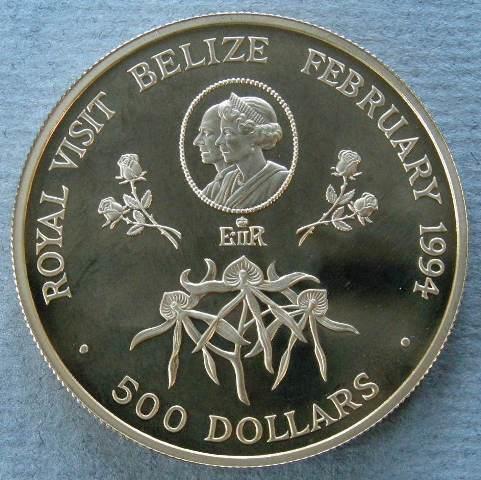 ROYAL VISIT BELIZE FEBRUARY 1994
EIIR
500 DOLLARS